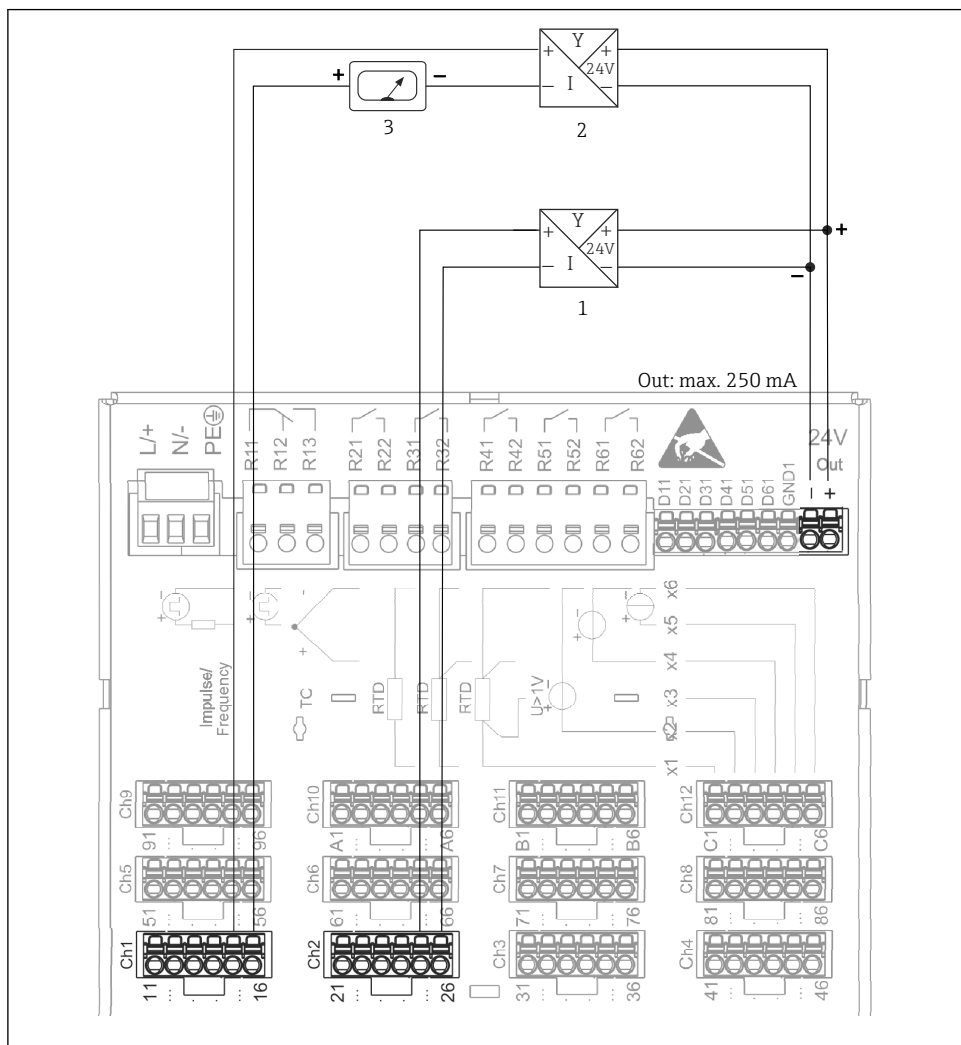 Y
+ +
24V
− I −
2
+ −
3
Y
+ +
24V
− I −
1
+
−
Out: max. 250 mA
L/+
N/-
PE
R11
R12
R13
R21
R22
R31
R32
R41
R42
R51
R52
R61
R62
D11
D21
D31
D41
D51
D61
GND1
24V
Out
− +
Impulse/
Frequency
TC
RTD
RTD
RTD
U>1V
x6
x5
x4
x3
x2
x1
Ch9
91 ... ... 96
Ch10
A1 ... ... A6
Ch11
B1 ... ... B6
Ch12
C1 ... ... C6
Ch5
51 ... ... 56
Ch6
61 ... ... 66
Ch7
71 ... ... 76
Ch8
81 ... ... 86
Ch1
11 ... ... 16
Ch2
21 ... ... 26
Ch3
31 ... ... 36
Ch4
41 ... ... 46